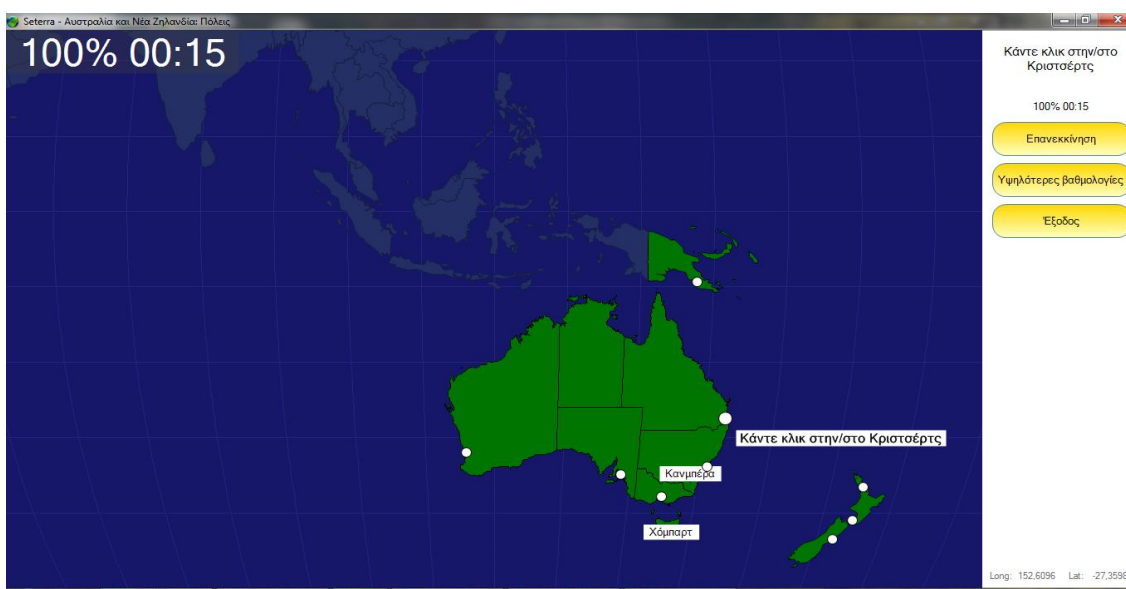 Seterra - Αυστραλία και Νέα Ζηλανδία: Πόλεις
100% 00:15
Κάντε κλικ στην/στο
Κριστσέρτς
100% 00:15
Επανεκκίνηση
Υψηλότερες βαθμολογίες
Έξοδος
Κάντε κλικ στην/στο Κριστσέρτς
Κανμπέρα
Χόμπαρτ
Long: 152,6096 Lat: -27,3598